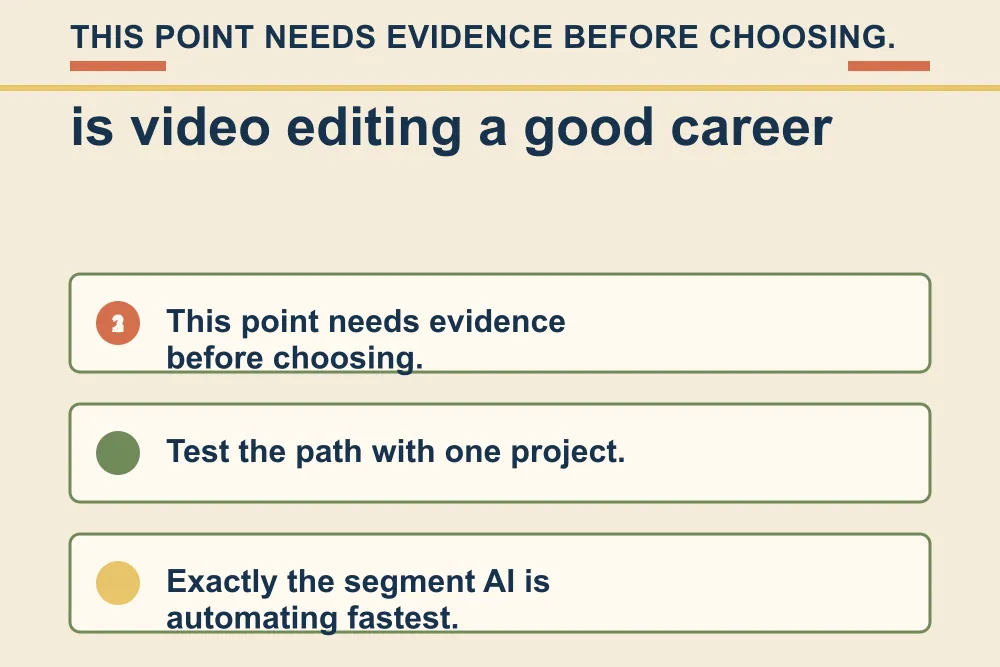 THIS POINT NEEDS EVIDENCE BEFORE CHOOSING.
is video editing a good career
This point needs evidence
before choosing.
Test the path with one project.
Exactly the segment AI is
automating fastest.